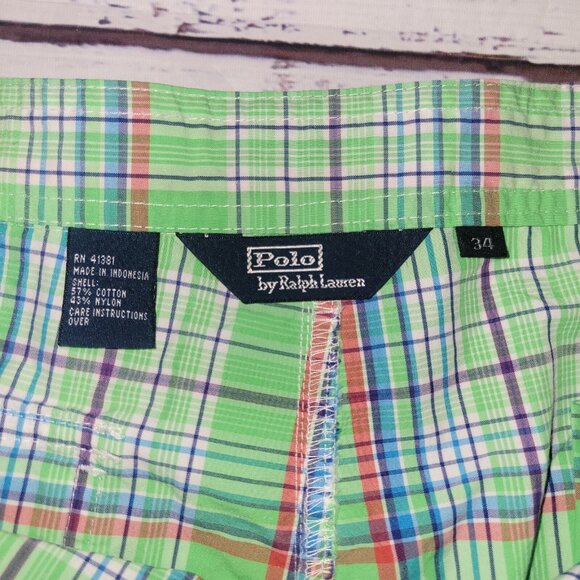 RN 41381
MADE IN INDONESIA
SHELL:
57% COTTON
43% NYLON
CARE INSTRUCTIONS
OVER
Polo
by Ralph Lauren
34